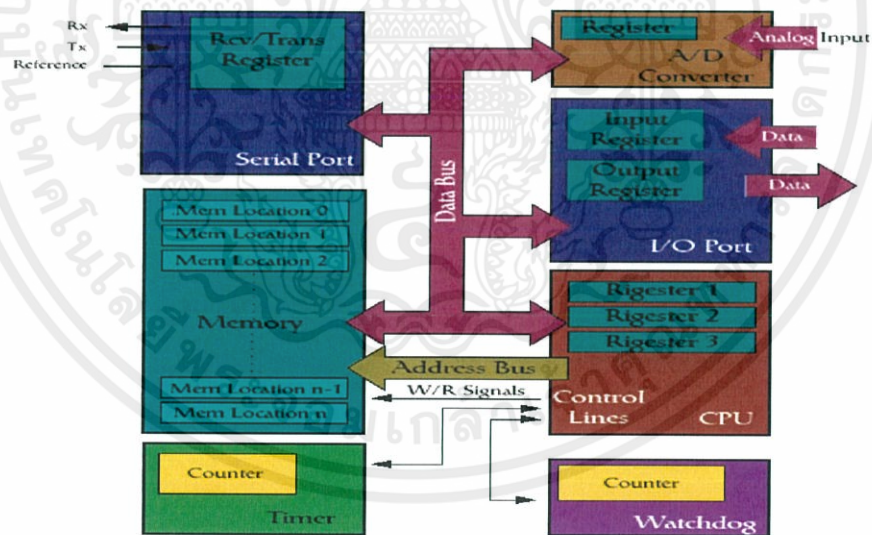 Rx
Tx
Reference
Rcv/Trans
Register
Serial Port
Register
A/D
Converter
Analog Input
Input
Register
Output
Register
Data
Data
I/O Port
Data Bus
Mem Location 0
Mem Location 1
Mem Location 2
Memory
Mem Location n-1
Mem Location n
Rigester 1
Rigester 2
Rigester 3
Address Bus
W/R Signals
Control
Lines
CPU
Counter
Timer
Counter
Watchdog